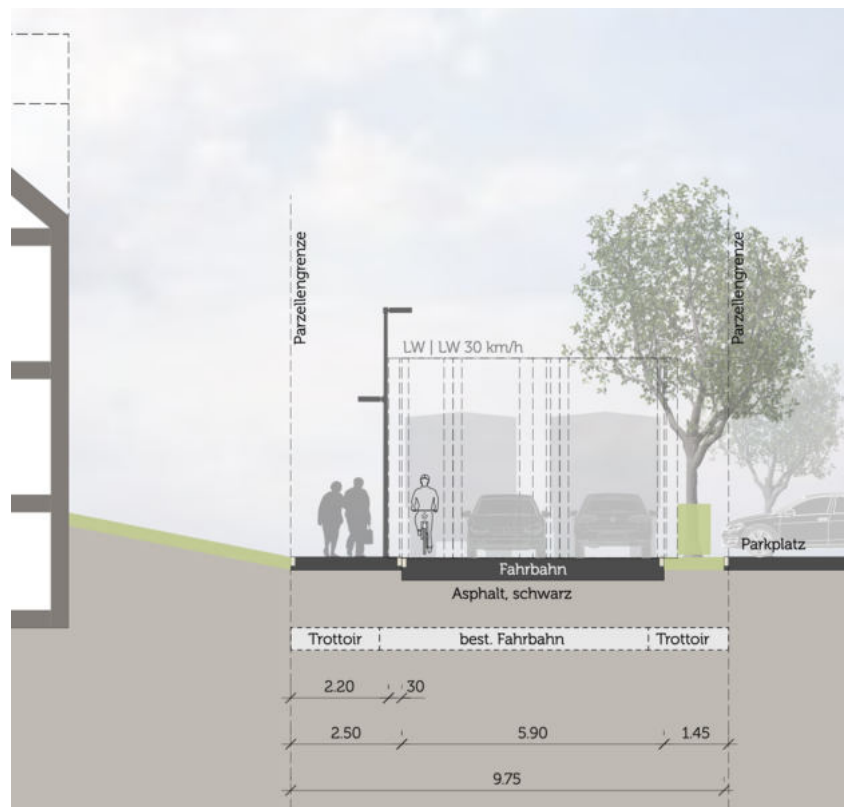 Parzellengrenze
Parzellengrenze
LW | LW 30 km/h
Parkplatz
Fahrbahn
Asphalt, schwarz
Trottoir
best. Fahrbahn
Trottoir
2.20
30
2.50
5.90
1.45
9.75